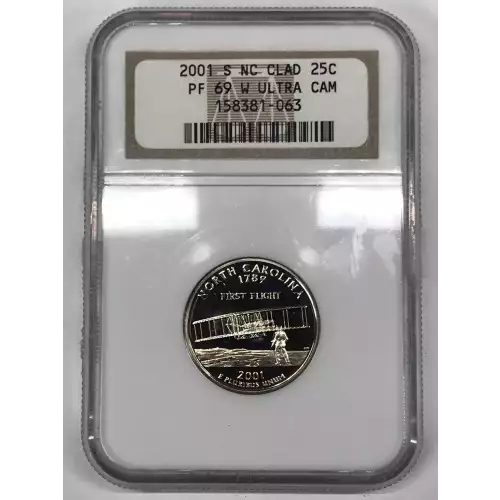 2001 S NC CLAD 25C
PF 69 W ULTRA CAM
158381-063
NORTH CAROLINA
1789
FIRST FLIGHT
2001
E PLURIBUS UNUM